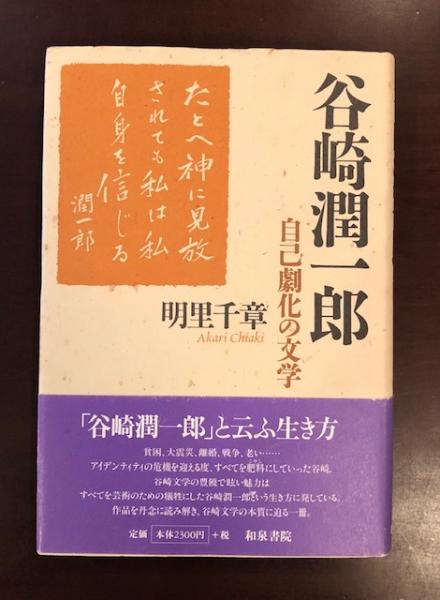 谷崎潤一郎
自己劇化の文学
たとへ神に見放
されても私は私
自身を信じる
潤一郎
明里千章
Akari Chiaki
「谷崎潤一郎」と云ふ生き方
貧困、大震災、離婚、戦争、老い……
アイデンティティの危機を迎える度、すべてを肥料にしていった谷崎。
谷崎文学の豊穣で眩い魅力は
すべてを芸術のための犠牲にした谷崎潤一郎という生き方に発している。
作品を丹念に読み解き、谷崎文学の本質に迫る一冊。
定価 本体2300円 +税 和泉書院